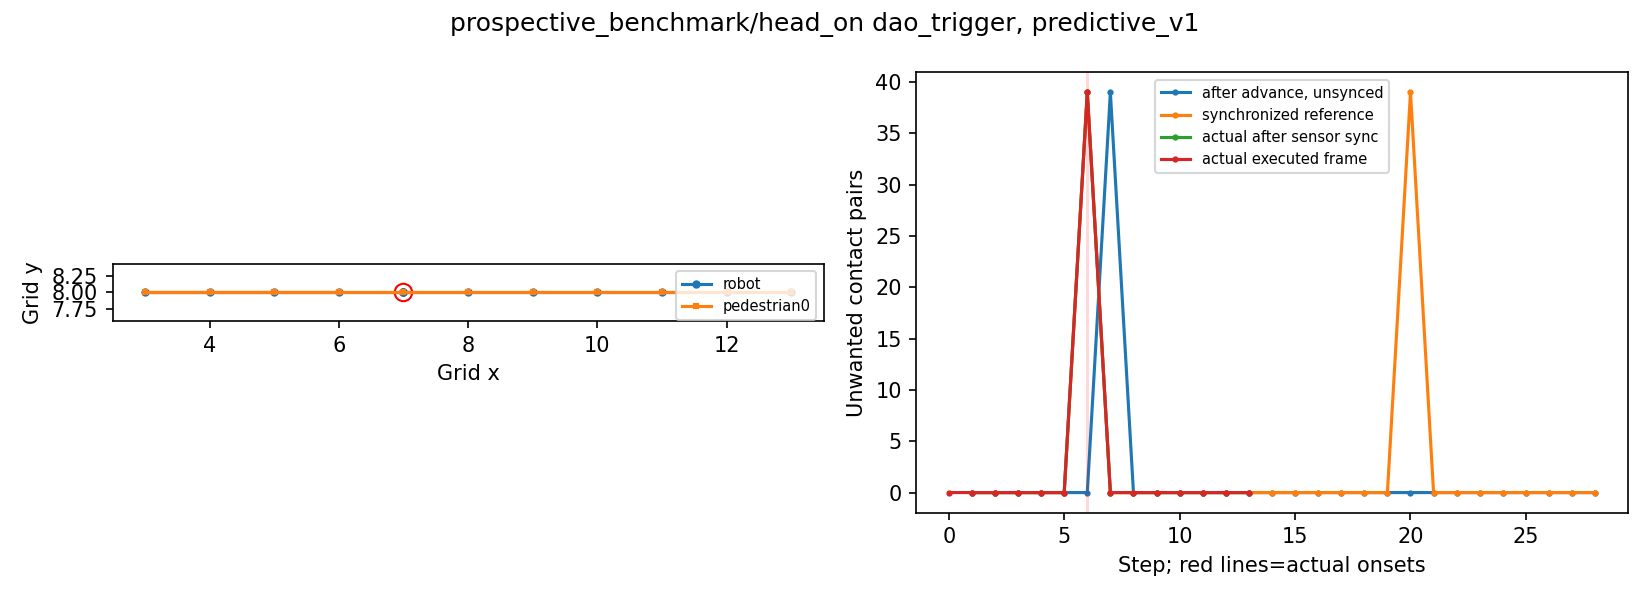 prospective_benchmark/head_on dao_trigger, predictive_v1
Grid y
8.25
8.00
7.75
robot
pedestrian0
4
6
8
10
12
Grid x
Unwanted contact pairs
40
35
30
25
20
15
10
5
0
after advance, unsynced
synchronized reference
actual after sensor sync
actual executed frame
0
5
10
15
20
25
Step; red lines=actual onsets